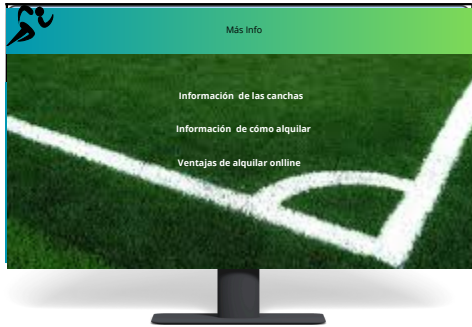 Más Info
Información de las canchas
Información de cómo alquilar
Ventajas de alquilar onlline